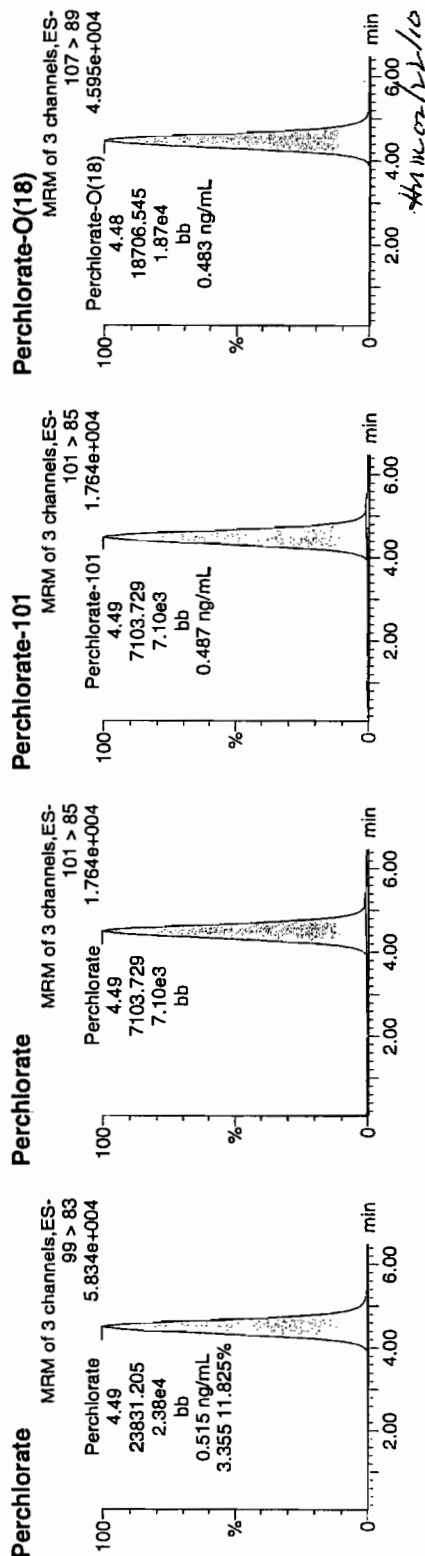 Perchlorate
MRM of 3 channels,ES-
99 > 83
5.834e+004
100
Perchlorate
4.49
23831.205
2.38e4
bb
0.515 ng/mL
3.355 11.825%
%
0
2.00
4.00
6.00
min
Perchlorate
MRM of 3 channels,ES-
101 > 85
1.764e+004
100
Perchlorate
4.49
7103.729
7.10e3
bb
%
0
2.00
4.00
6.00
min
Perchlorate-101
MRM of 3 channels,ES-
101 > 85
1.764e+004
100
Perchlorate-101
4.49
7103.729
7.10e3
bb
0.487 ng/mL
%
0
2.00
4.00
6.00
min
Perchlorate-O(18)
MRM of 3 channels,ES-
107 > 89
4.595e+004
100
Perchlorate-O(18)
4.48
18706.545
1.87e4
bb
0.483 ng/mL
%
0
2.00
4.00
6.00
min
02/22/10